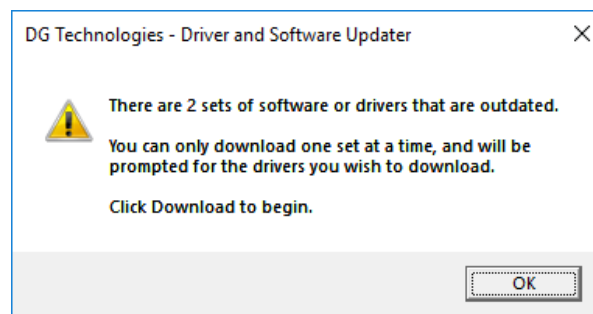 DG Technologies - Driver and Software Updater
There are 2 sets of software or drivers that are outdated.
You can only download one set at a time, and will be
prompted for the drivers you wish to download.
Click Download to begin.
OK